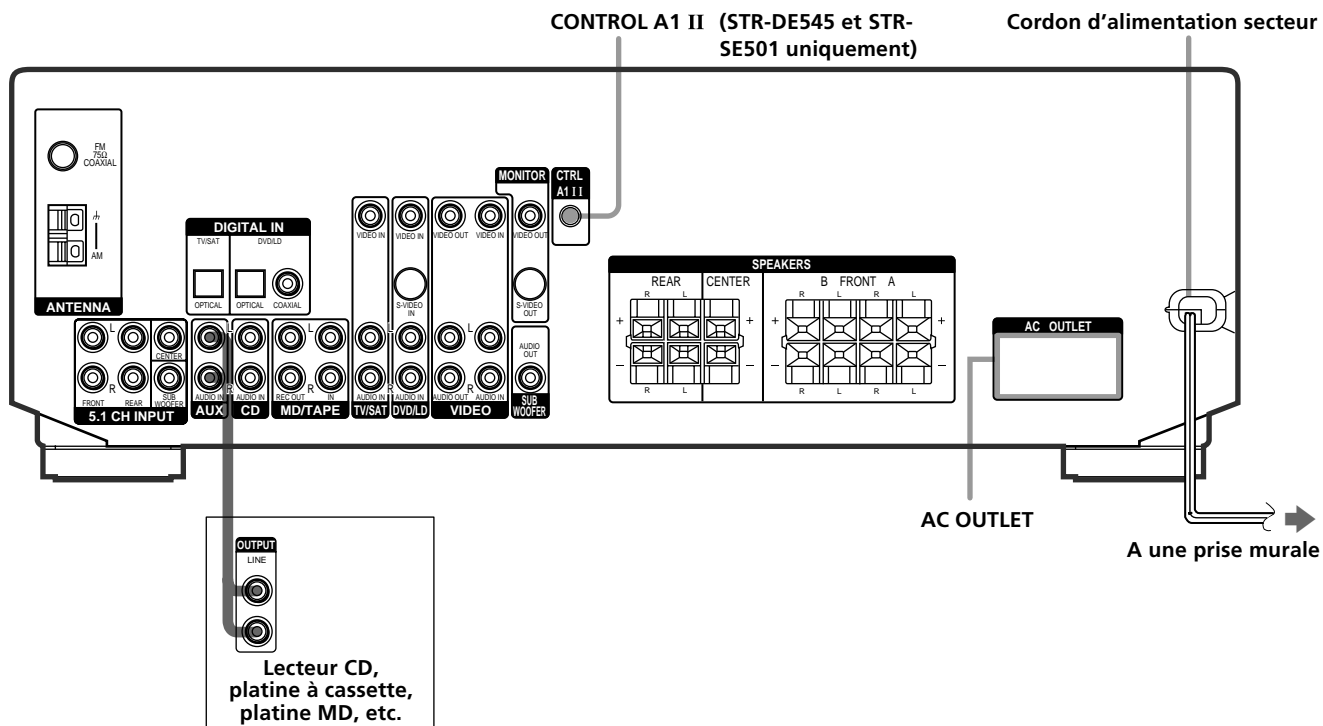 CONTROL A1 II (STR-DE545 et STR-
SE501 uniquement)
Cordon d'alimentation secteur
FM
75Ω
COAXIAL
AM
ANTENNA
DIGITAL IN
TV/SAT
DVD/LD
OPTICAL
OPTICAL
COAXIAL
MONITOR
CTRL
A1 II
VIDEO IN
VIDEO IN
VIDEO OUT
VIDEO IN
VIDEO OUT
S-VIDEO
IN
S-VIDEO
OUT
AUDIO
OUT
L
L
L
L
L
CENTER
R
R
R
R
R
FRONT
REAR
SUB
WOOFER
AUDIO IN
AUDIO IN
REC OUT
IN
AUDIO IN
AUDIO IN
AUDIO OUT
AUDIO IN
5.1 CH INPUT
AUX
CD
MD/TAPE
TV/SAT
DVD/LD
VIDEO
SUB
WOOFER
SPEAKERS
REAR
CENTER
B FRONT A
R L
R L R L
+ +
+ +
– –
– –
R L
R L R L
AC OUTLET
AC OUTLET
A une prise murale
OUTPUT
LINE
Lecteur CD,
platine à cassette,
platine MD, etc.